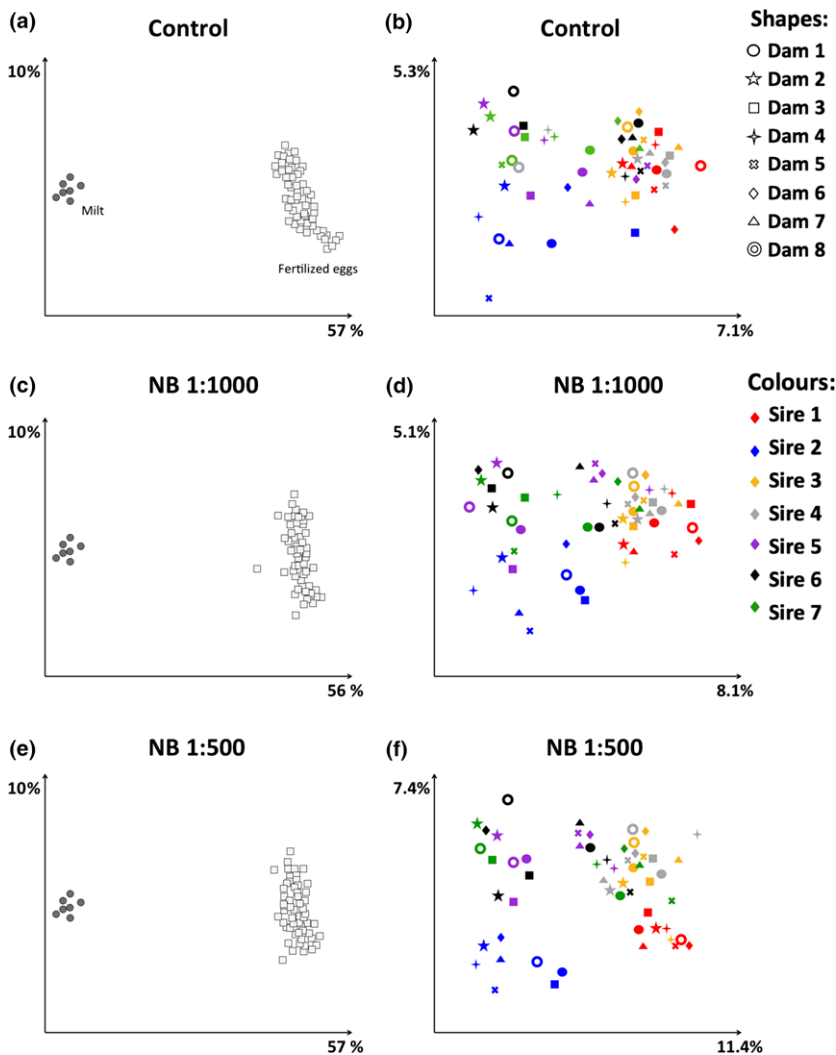 (a)
Control
10%
Milt
Fertilized eggs
57 %
(b)
Control
5.3%
7.1%
Shapes:
Dam 1
Dam 2
Dam 3
Dam 4
Dam 5
Dam 6
Dam 7
Dam 8
(c)
NB 1:1000
10%
56 %
(d)
NB 1:1000
5.1%
8.1%
Colours:
Sire 1
Sire 2
Sire 3
Sire 4
Sire 5
Sire 6
Sire 7
(e)
NB 1:500
10%
57 %
(f)
NB 1:500
7.4%
11.4%